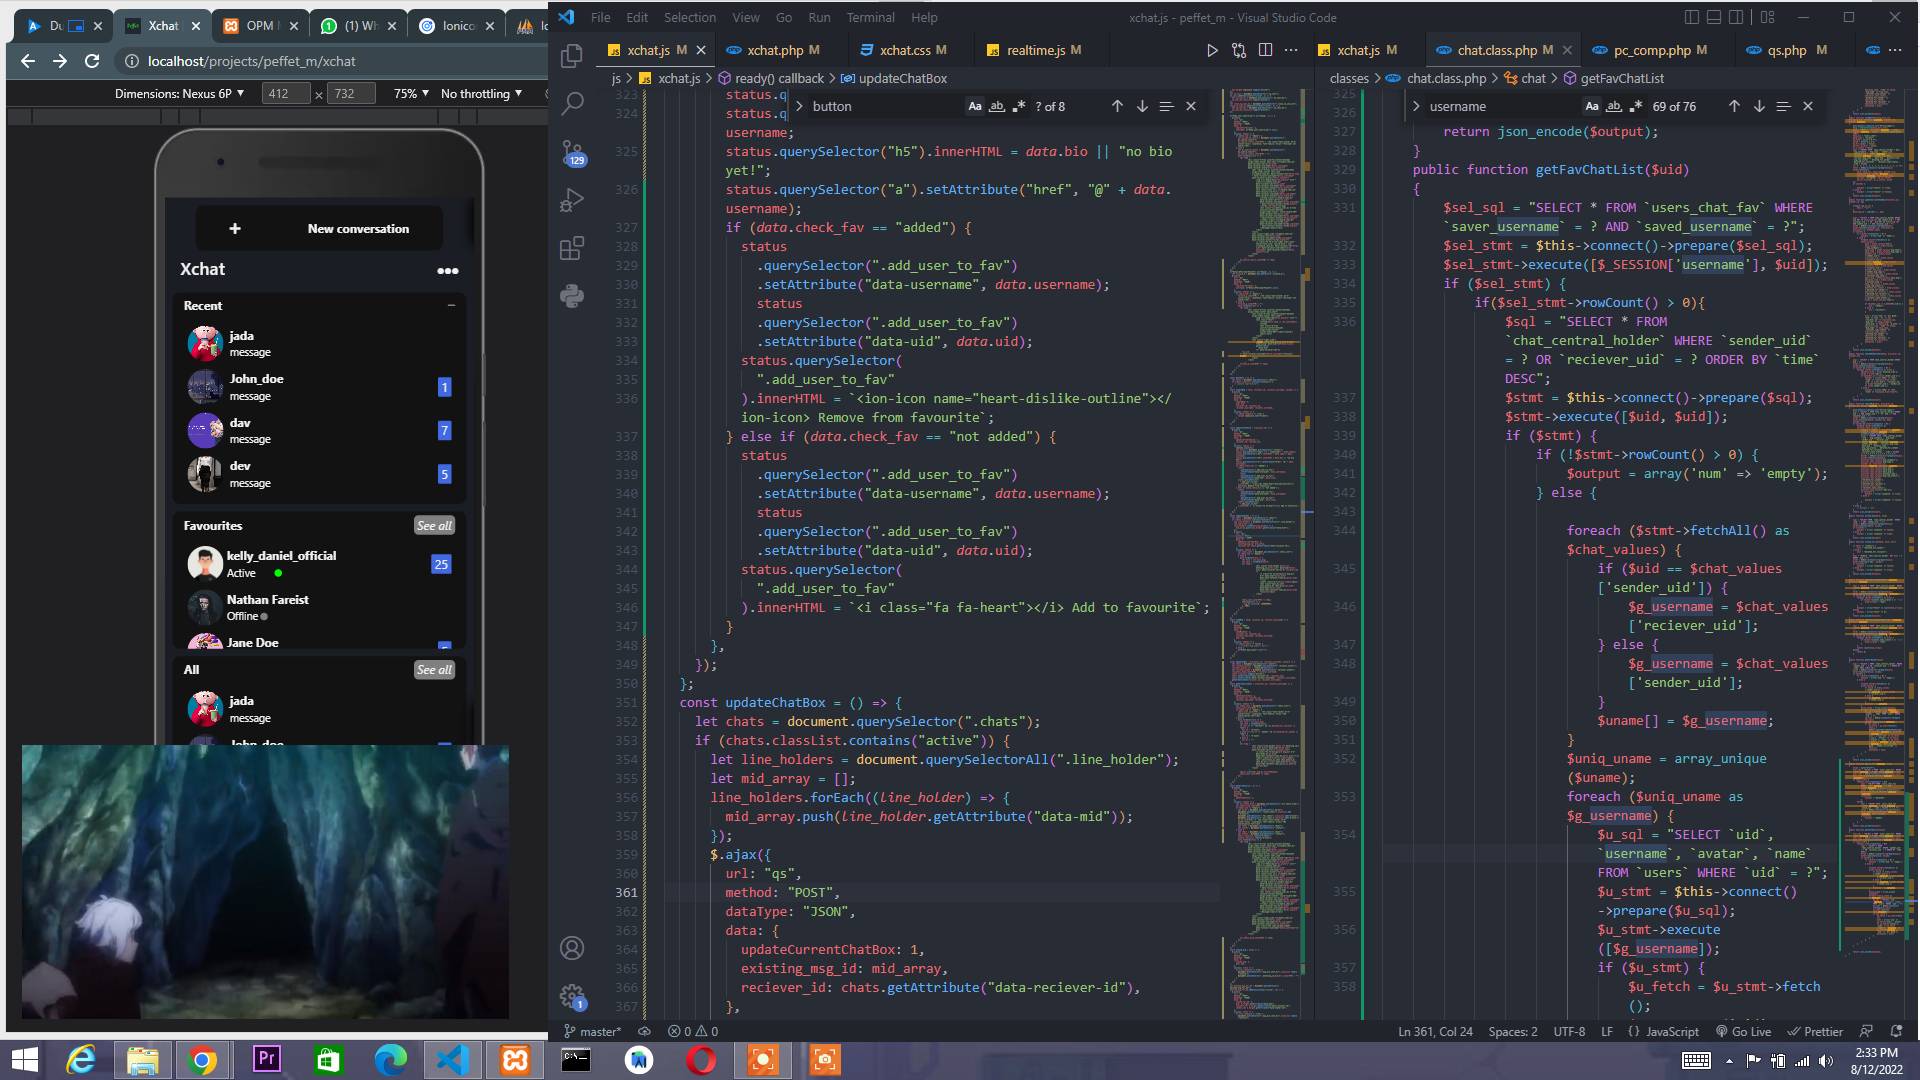 Du
Xchat
OPM
(1) Wh
Ionico
localhost/projects/peffet_m/xchat
Dimensions: Nexus 6P ▾ 412 × 732 75% ▾ No throttling ▾
+ New conversation
Xchat
Recent
jada
message
John_doe
message
1
dav
message
7
dev
message
5
Favourites See all
kelly_daniel_official
Active
25
Nathan Fareist
Offline
Jane Doe
All See all
jada
message
File Edit Selection View Go Run Terminal Help
xchat.js - peffet_m - Visual Studio Code
JS xchat.js M
xchat.php M
xchat.css M
JS realtime.js M
js > JS xchat.js > ready() callback > updateChatBox
button
Aa ab ? of 8
129
323 status.q
324 status.q
username;
325 status.querySelector("h5").innerHTML = data.bio || "no bio
yet!";
326 status.querySelector("a").setAttribute("href", "@" + data.
username);
327 if (data.check_fav == "added") {
328 status
329 .querySelector(".add_user_to_fav")
330 .setAttribute("data-username", data.username);
331 status
332 .querySelector(".add_user_to_fav")
333 .setAttribute("data-uid", data.uid);
334 status.querySelector(
335 ".add_user_to_fav"
336 ).innerHTML = `<ion-icon name="heart-dislike-outline"></
ion-icon> Remove from favourite`;
337 } else if (data.check_fav == "not added") {
338 status
339 .querySelector(".add_user_to_fav")
340 .setAttribute("data-username", data.username);
341 status
342 .querySelector(".add_user_to_fav")
343 .setAttribute("data-uid", data.uid);
344 status.querySelector(
345 ".add_user_to_fav"
346 ).innerHTML = `<i class="fa fa-heart"></i> Add to favourite`;
347 }
348 },
349 });
350 };
351 const updateChatBox = () => {
352 let chats = document.querySelector(".chats");
353 if (chats.classList.contains("active")) {
354 let line_holders = document.querySelectorAll(".line_holder");
355 let mid_array = [];
356 line_holders.forEach((line_holder) => {
357 mid_array.push(line_holder.getAttribute("data-mid"));
358 });
359 $.ajax({
360 url: "qs",
361 method: "POST",
362 dataType: "JSON",
363 data: {
364 updateCurrentChatBox: 1,
365 existing_msg_id: mid_array,
366 reciever_id: chats.getAttribute("data-reciever-id"),
367 },
JS xchat.js M
chat.class.php M
pc_comp.php M
qs.php M
classes > chat.class.php > chat > getFavChatList
username
Aa ab 69 of 76
325
326
327 return json_encode($output);
328 }
329 public function getFavChatList($uid)
330 {
331 $sel_sql = "SELECT * FROM `users_chat_fav` WHERE
`saver_username` = ? AND `saved_username` = ?";
332 $sel_stmt = $this->connect()->prepare($sel_sql);
333 $sel_stmt->execute([$_SESSION['username'], $uid]);
334 if ($sel_stmt) {
335 if($sel_stmt->rowCount() > 0){
336 $sql = "SELECT * FROM
`chat_central_holder` WHERE `sender_uid`
= ? OR `reciever_uid` = ? ORDER BY `time`
DESC";
337 $stmt = $this->connect()->prepare($sql);
338 $stmt->execute([$uid, $uid]);
339 if ($stmt) {
340 if (!$stmt->rowCount() > 0) {
341 $output = array('num' => 'empty');
342 } else {
343
344 foreach ($stmt->fetchAll() as
$chat_values) {
345 if ($uid == $chat_values
['sender_uid']) {
346 $g_username = $chat_values
['reciever_uid'];
347 } else {
348 $g_username = $chat_values
['sender_uid'];
349 }
350 $uname[] = $g_username;
351 }
352 $uniq_uname = array_unique
($uname);
353 foreach ($uniq_uname as
$g_username) {
354 $u_sql = "SELECT `uid`,
`username`, `avatar`, `name`
FROM `users` WHERE `uid` = ?";
355 $u_stmt = $this->connect()
->prepare($u_sql);
356 $u_stmt->execute
([$g_username]);
357 if ($u_stmt) {
358 $u_fetch = $u_stmt->fetch
();
1
master* 0 0
Ln 361, Col 24 Spaces: 2 UTF-8 LF {} JavaScript Go Live Prettier
Pr
2:33 PM
8/12/2022